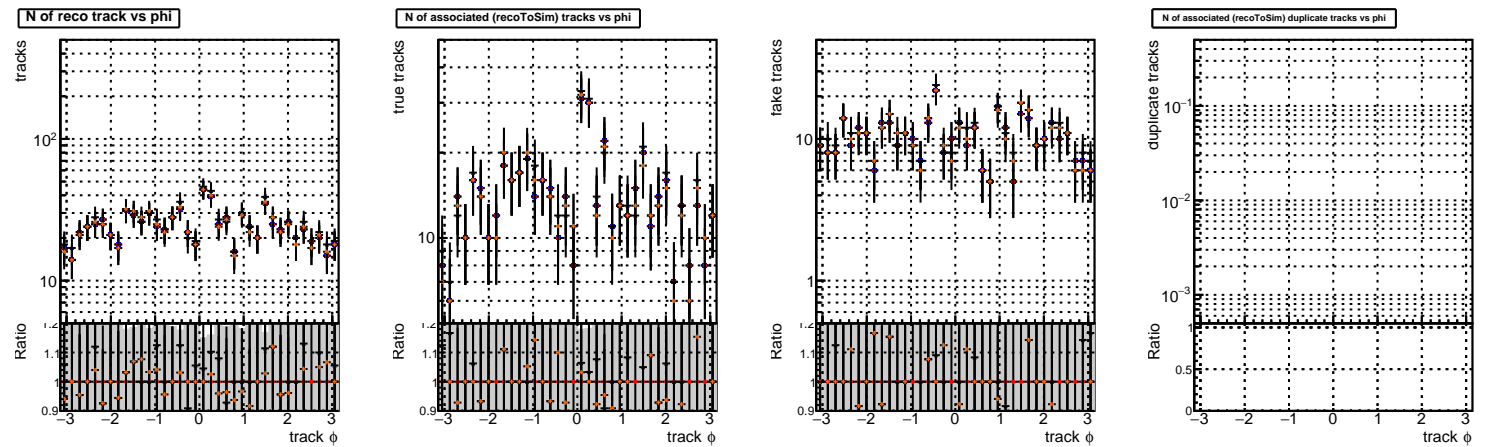 N of reco track vs phi
tracks
10²
10
Ratio
1.2
1.1
1
0.9
−3 −2 −1 0 1 2 3
track ϕ
N of associated (recoToSim) tracks vs phi
true tracks
10
Ratio
1.2
1.1
1
0.9
−3 −2 −1 0 1 2 3
track ϕ
fake tracks
10
1
Ratio
1.2
1.1
1
0.9
−3 −2 −1 0 1 2 3
track ϕ
N of associated (recoToSim) duplicate tracks vs phi
duplicate tracks
10⁻¹
10⁻²
10⁻³
Ratio
1
0.5
0
−3 −2 −1 0 1 2 3
track ϕ